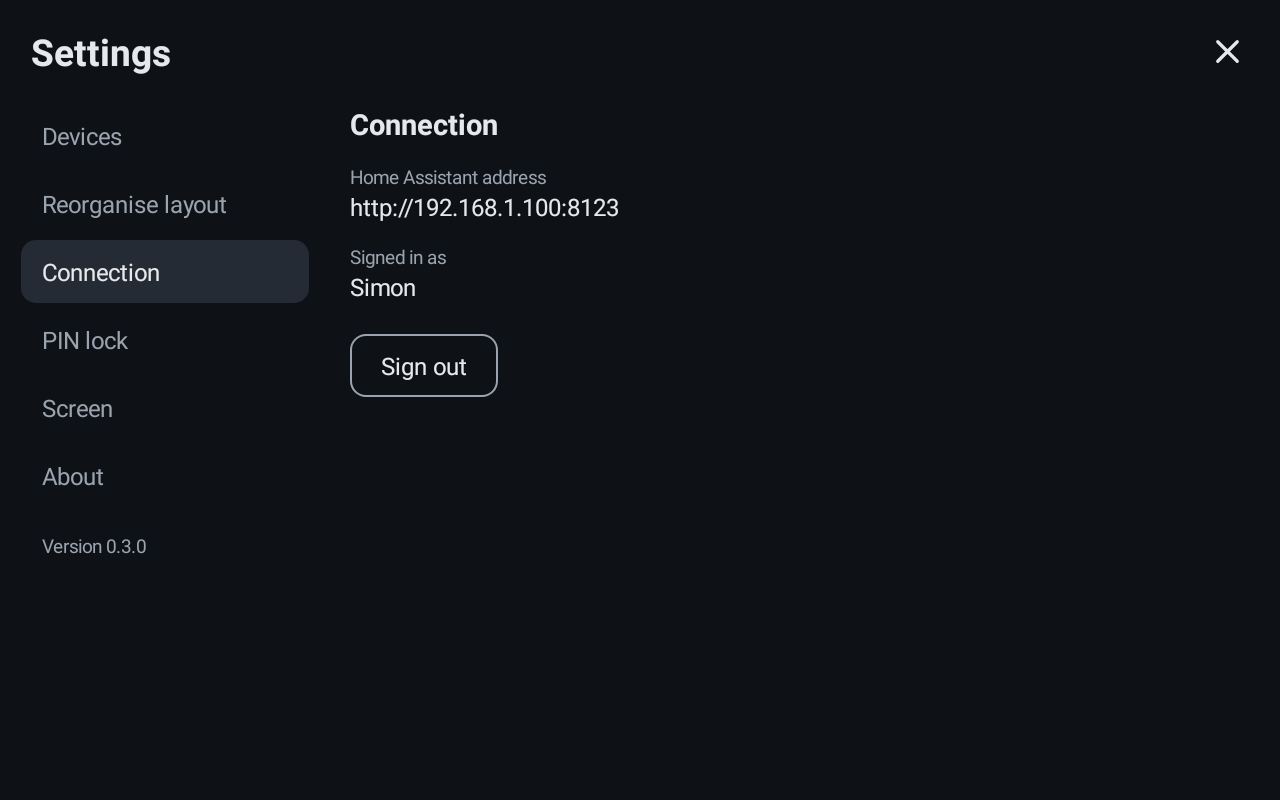 Settings
Devices
Reorganise layout
Connection
PIN lock
Screen
About
Version 0.3.0
Connection
Home Assistant address
http://192.168.1.100:8123
Signed in as
Simon
Sign out